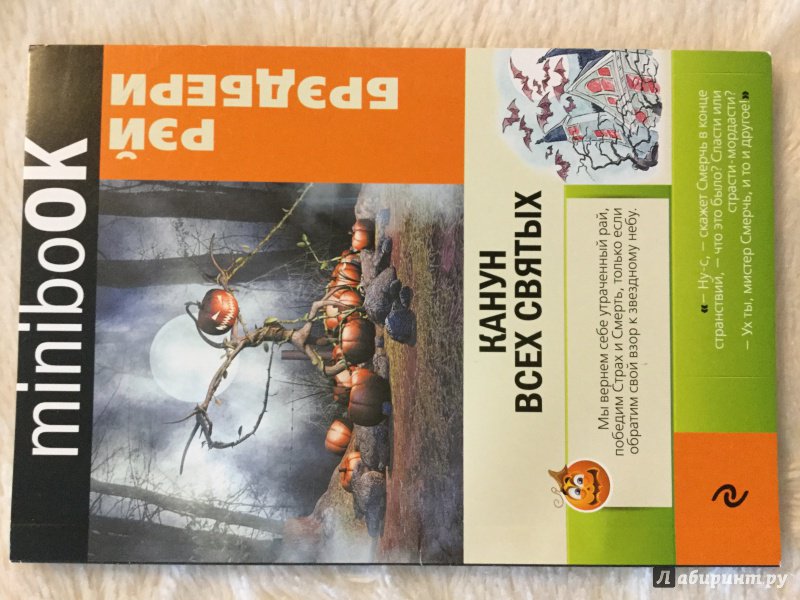 minibooK
РЭЙ
БРЭДБЕРИ
КАНУН
ВСЕХ СВЯТЫХ
Мы вернем себе утраченный рай,
победим Страх и Смерть, только если
обратим свой взор к звездному небу.
« – Ну-с, – скажет Смерчь в конце
странствий, – что это было? Сласти или
страсти-мордасти?
– Ух ты, мистер Смерчь, и то и другое!»
Лабиринт.ру